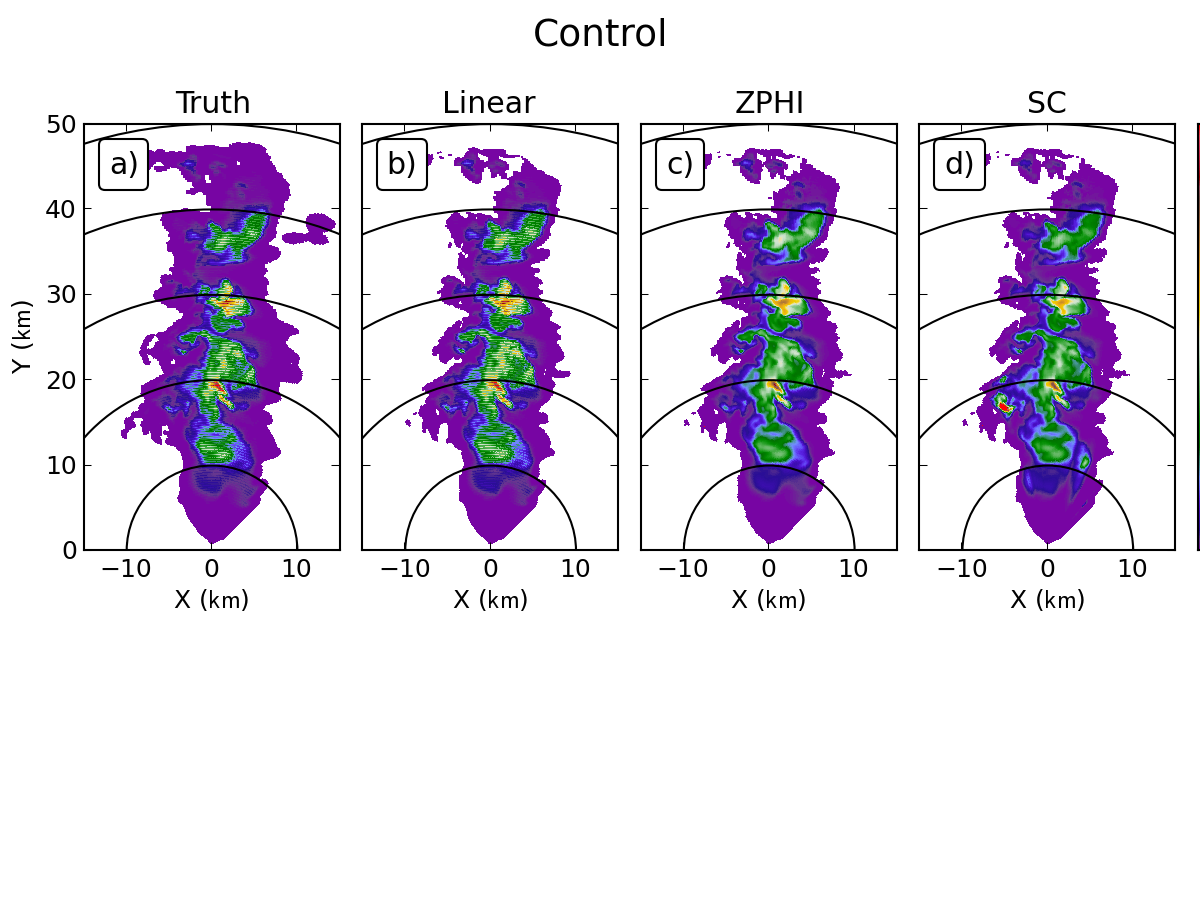 Control
Truth Linear ZPHI SC
a) b) c) d)
50
40
30
20
10
0
Y (km)
−10 0 10 −10 0 10 −10 0 10 −10 0 10
X (km) X (km) X (km) X (km)